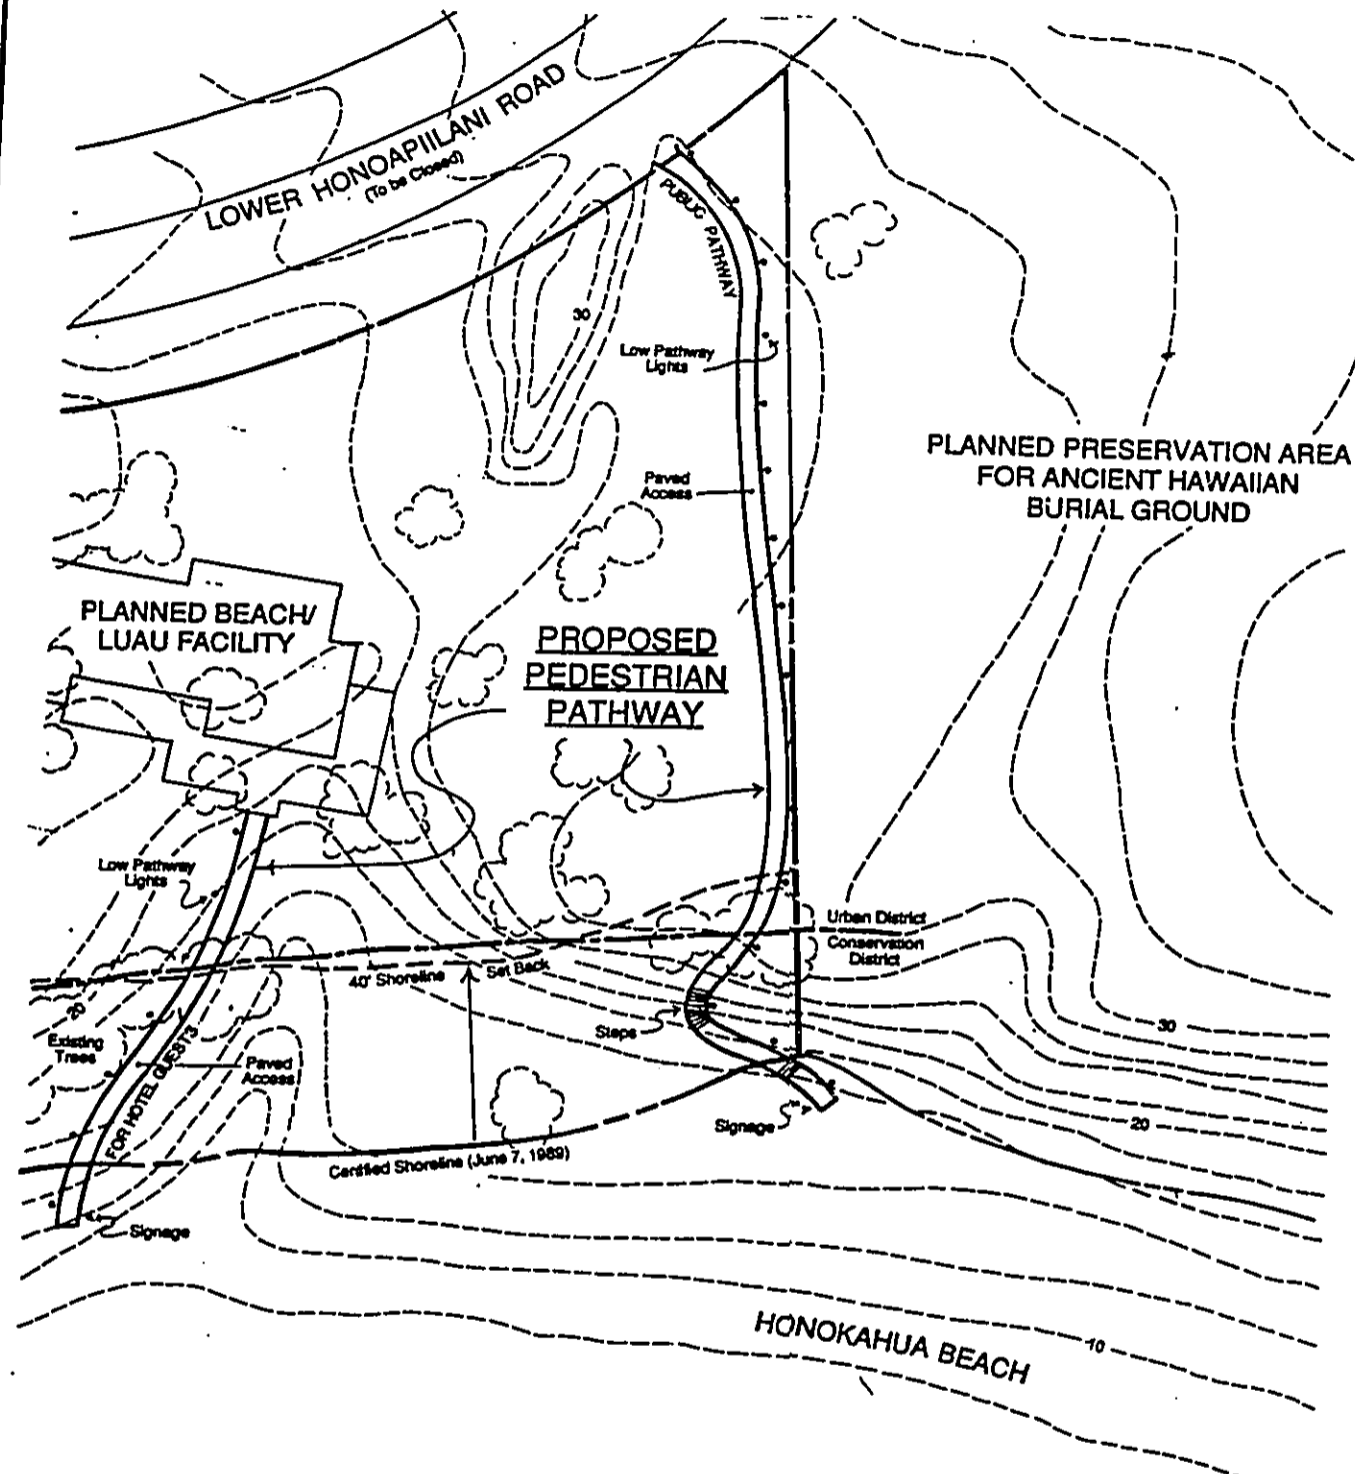 LOWER HONOAPIILANI ROAD
(To be Closed)
PUBLIC PATHWAY
30
Low Pathway
Lights
PLANNED PRESERVATION AREA
FOR ANCIENT HAWAIIAN
BURIAL GROUND
Paved
Access
PLANNED BEACH/
LUAU FACILITY
PROPOSED
PEDESTRIAN
PATHWAY
Low Pathway
Lights
Urban District
Conservation
District
40' Shoreline Set Back
20
Existing
Trees
Steps
30
FOR HOTEL GUESTS
Paved
Access
Signage
20
Certified Shoreline (June 7, 1989)
Signage
HONOKAHUA BEACH
10